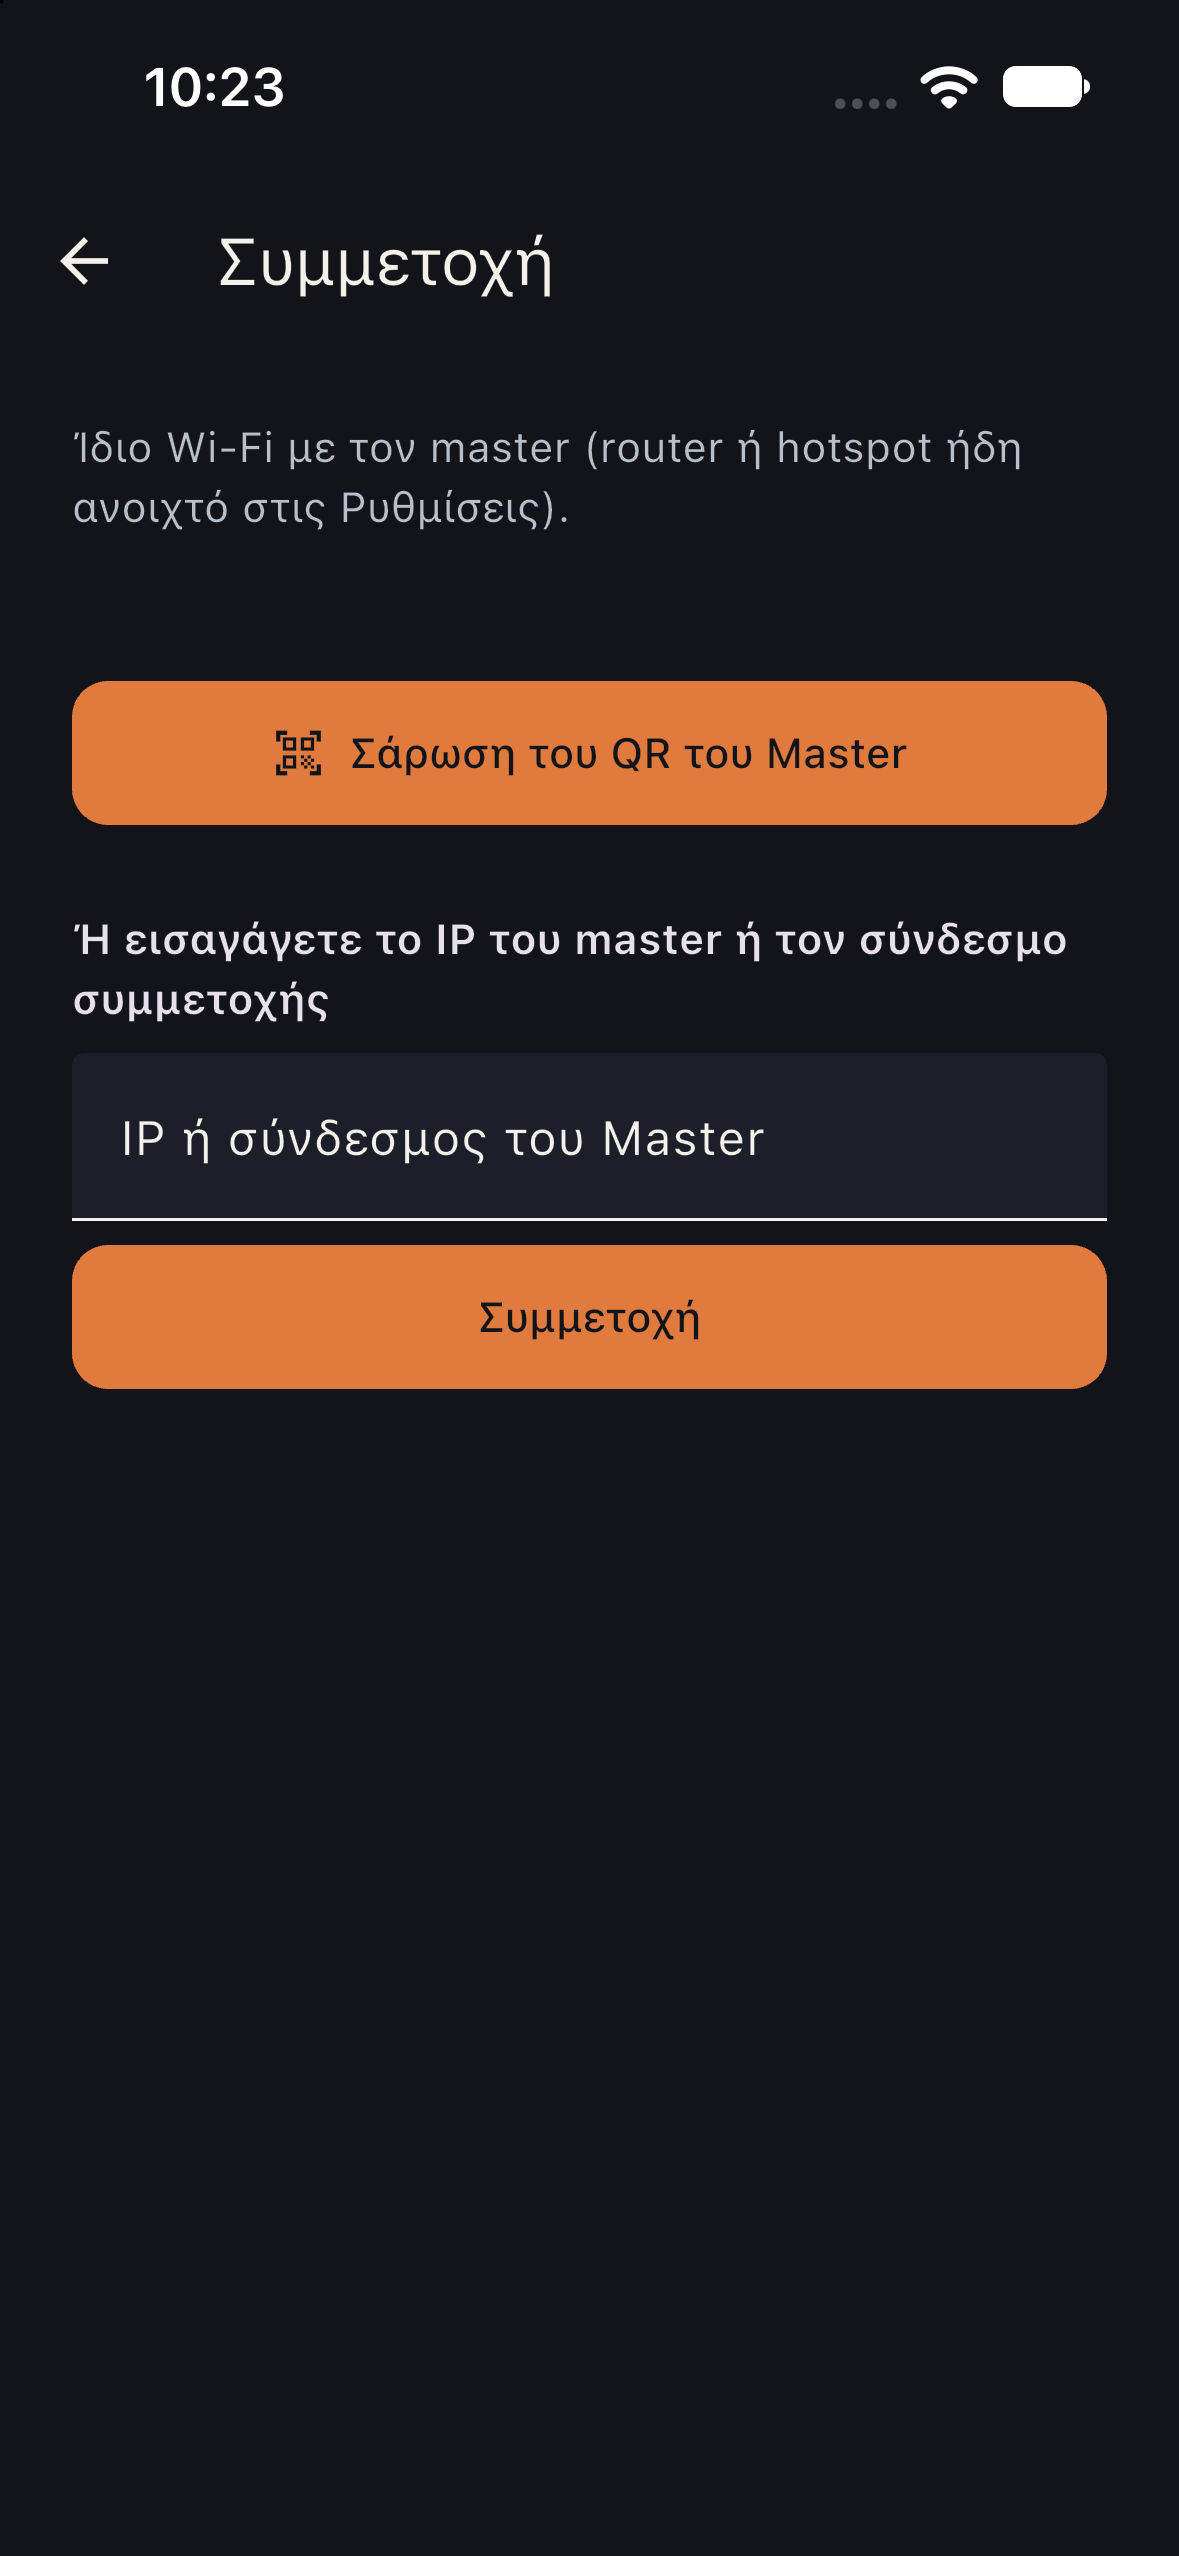 10:23
Συμμετοχή
Ίδιο Wi-Fi με τον master (router ή hotspot ήδη
ανοιχτό στις Ρυθμίσεις).
Σάρωση του QR του Master
Ή εισαγάγετε το IP του master ή τον σύνδεσμο
συμμετοχής
IP ή σύνδεσμος του Master
Συμμετοχή